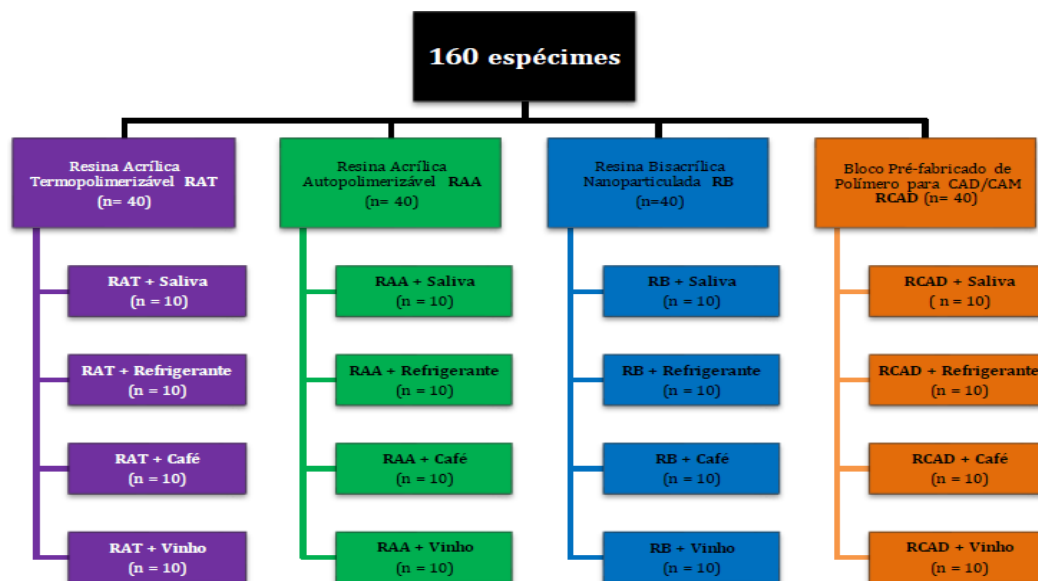 160 espécimes
Resina Acrílica
Termopolimerizável RAT
(n= 40)
RAT + Saliva
(n = 10)
RAT + Refrigerante
(n = 10)
RAT + Café
(n = 10)
RAT + Vinho
(n = 10)
Resina Acrílica
Autopolimerizável RAA
(n= 40)
RAA + Saliva
(n = 10)
RAA + Refrigerante
(n = 10)
RAA + Café
(n = 10)
RAA + Vinho
(n = 10)
Resina Bisacrílica
Nanoparticulada RB
(n=40)
RB + Saliva
(n = 10)
RB + Refrigerante
(n = 10)
RB + Café
(n = 10)
RB + Vinho
(n = 10)
Bloco Pré-fabricado de
Polímero para CAD/CAM
RCAD (n= 40)
RCAD + Saliva
( n = 10)
RCAD + Refrigerante
(n = 10)
RCAD + Café
(n = 10)
RCAD + Vinho
(n = 10)